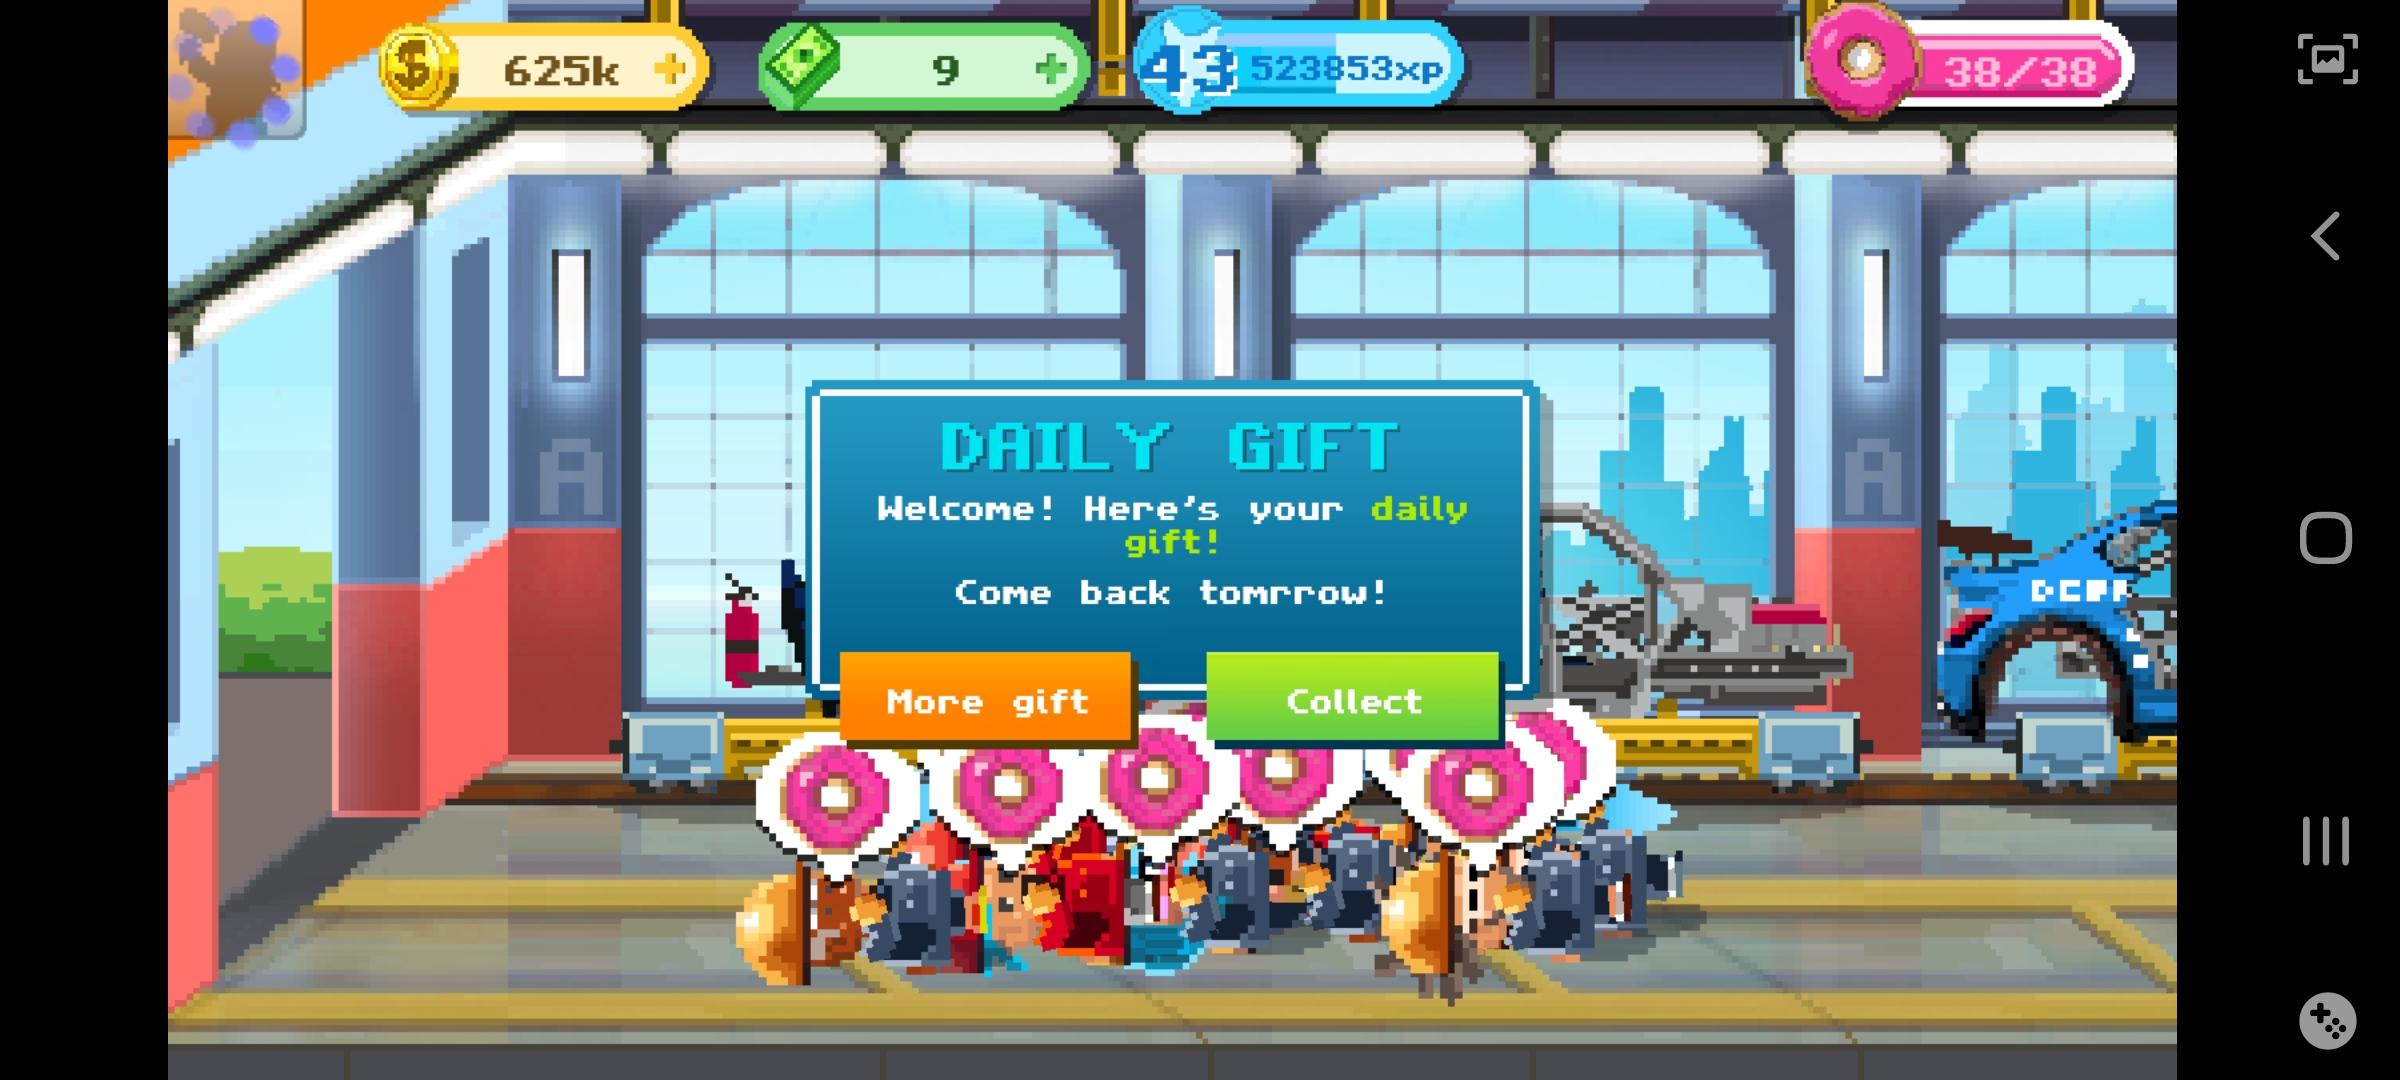 625k
9
43 523853xp
38/38
A
A
DAILY GIFT
Welcome! Here's your daily
gift!
Come back tomrrow!
More gift
Collect